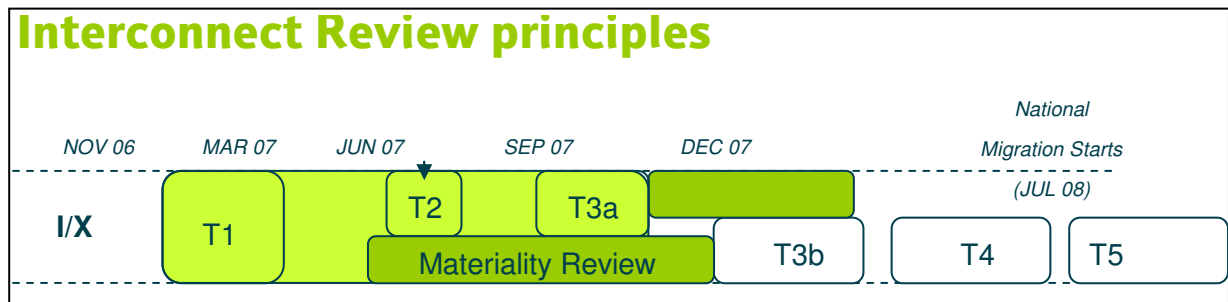 Interconnect Review principles
National
NOV 06 MAR 07 JUN 07 SEP 07 DEC 07 Migration Starts
(JUL 08)
I/X T1 T2 T3a T3b T4 T5
Materiality Review